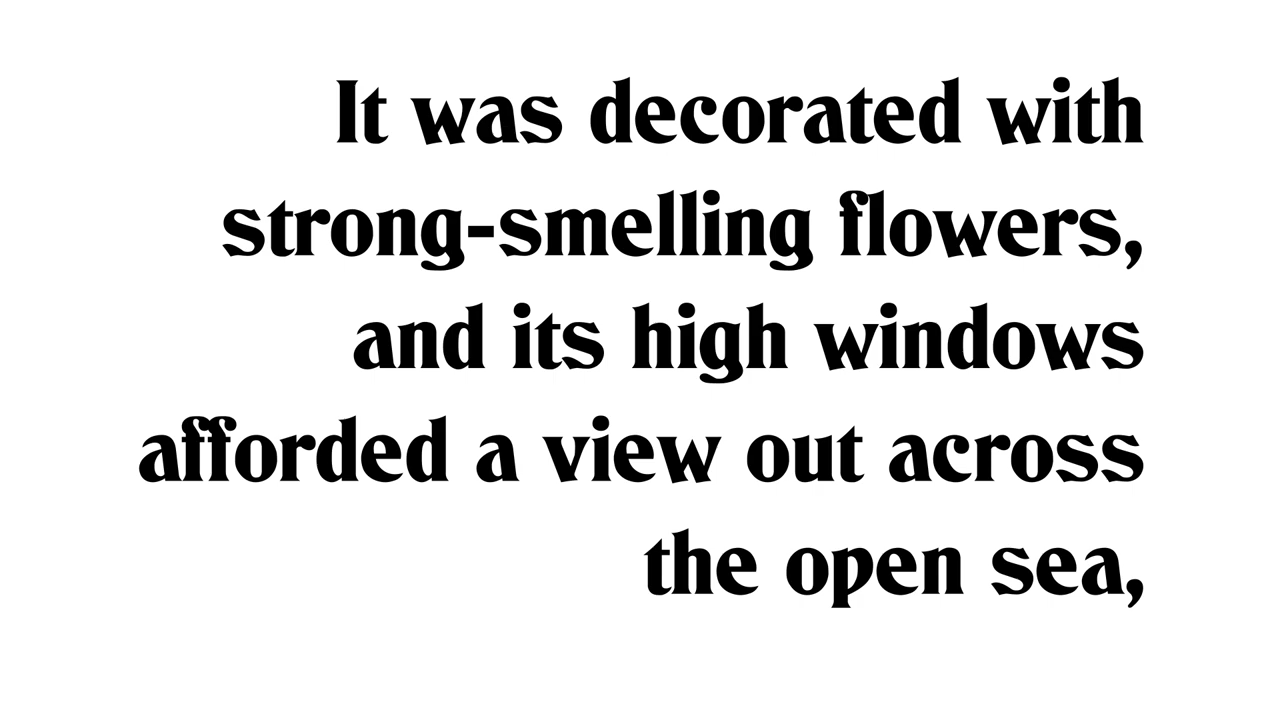 It was decorated with
strong-smelling flowers,
and its high windows
afforded a view out across
the open sea,